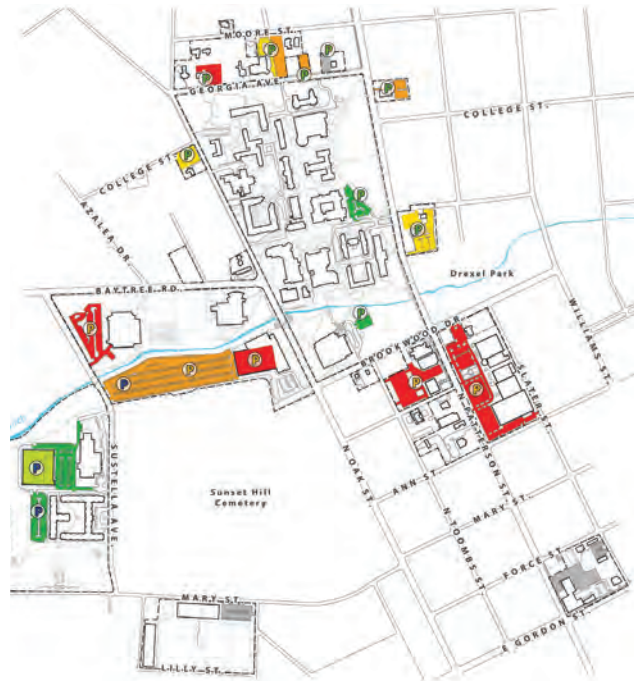 MOORE ST.
P
P
P
P
GEORGIA AVE.
P
COLLEGE ST.
P
COLLEGE ST.
AZALEA DR.
P
P
Drexel Park
BAYTREE RD
P
P
BROOKWOOD DR.
WILLIAMS ST.
P
P
P
P
P
SLATER ST.
N PATTERSON ST.
N OAK ST.
P
SUSTELLA AVE.
ANN ST.
Sunset Hill
Cemetery
MARY ST.
P
N TOOMBS ST.
FORCE ST.
MARY ST.
E GORDON ST.
LILLY ST.